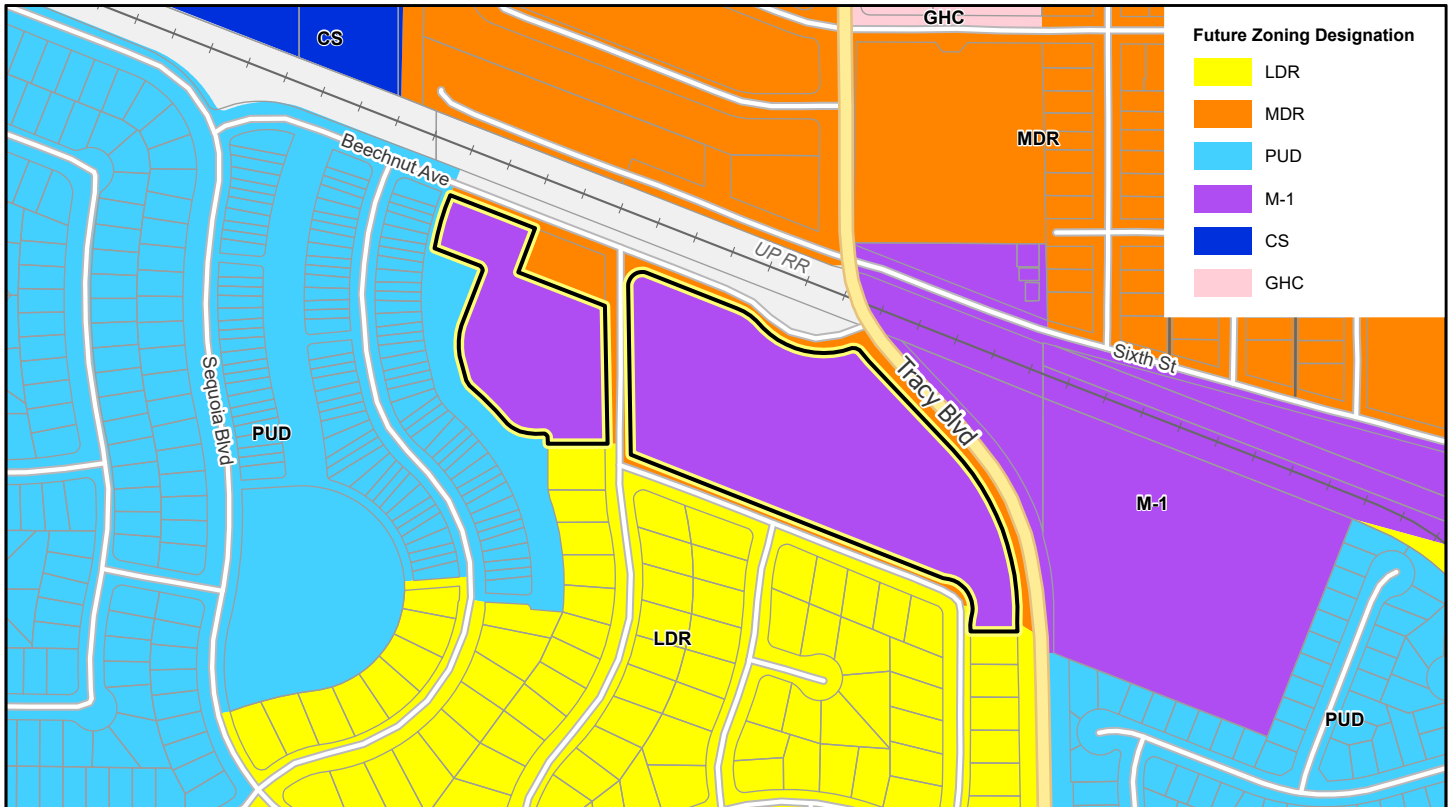 GHC
CS
Future Zoning Designation
LDR
MDR
PUD
M-1
CS
GHC
MDR
Beechnut Ave
UP RR
Sixth St
Tracy Blvd
Sequoia Blvd
PUD
M-1
LDR
PUD